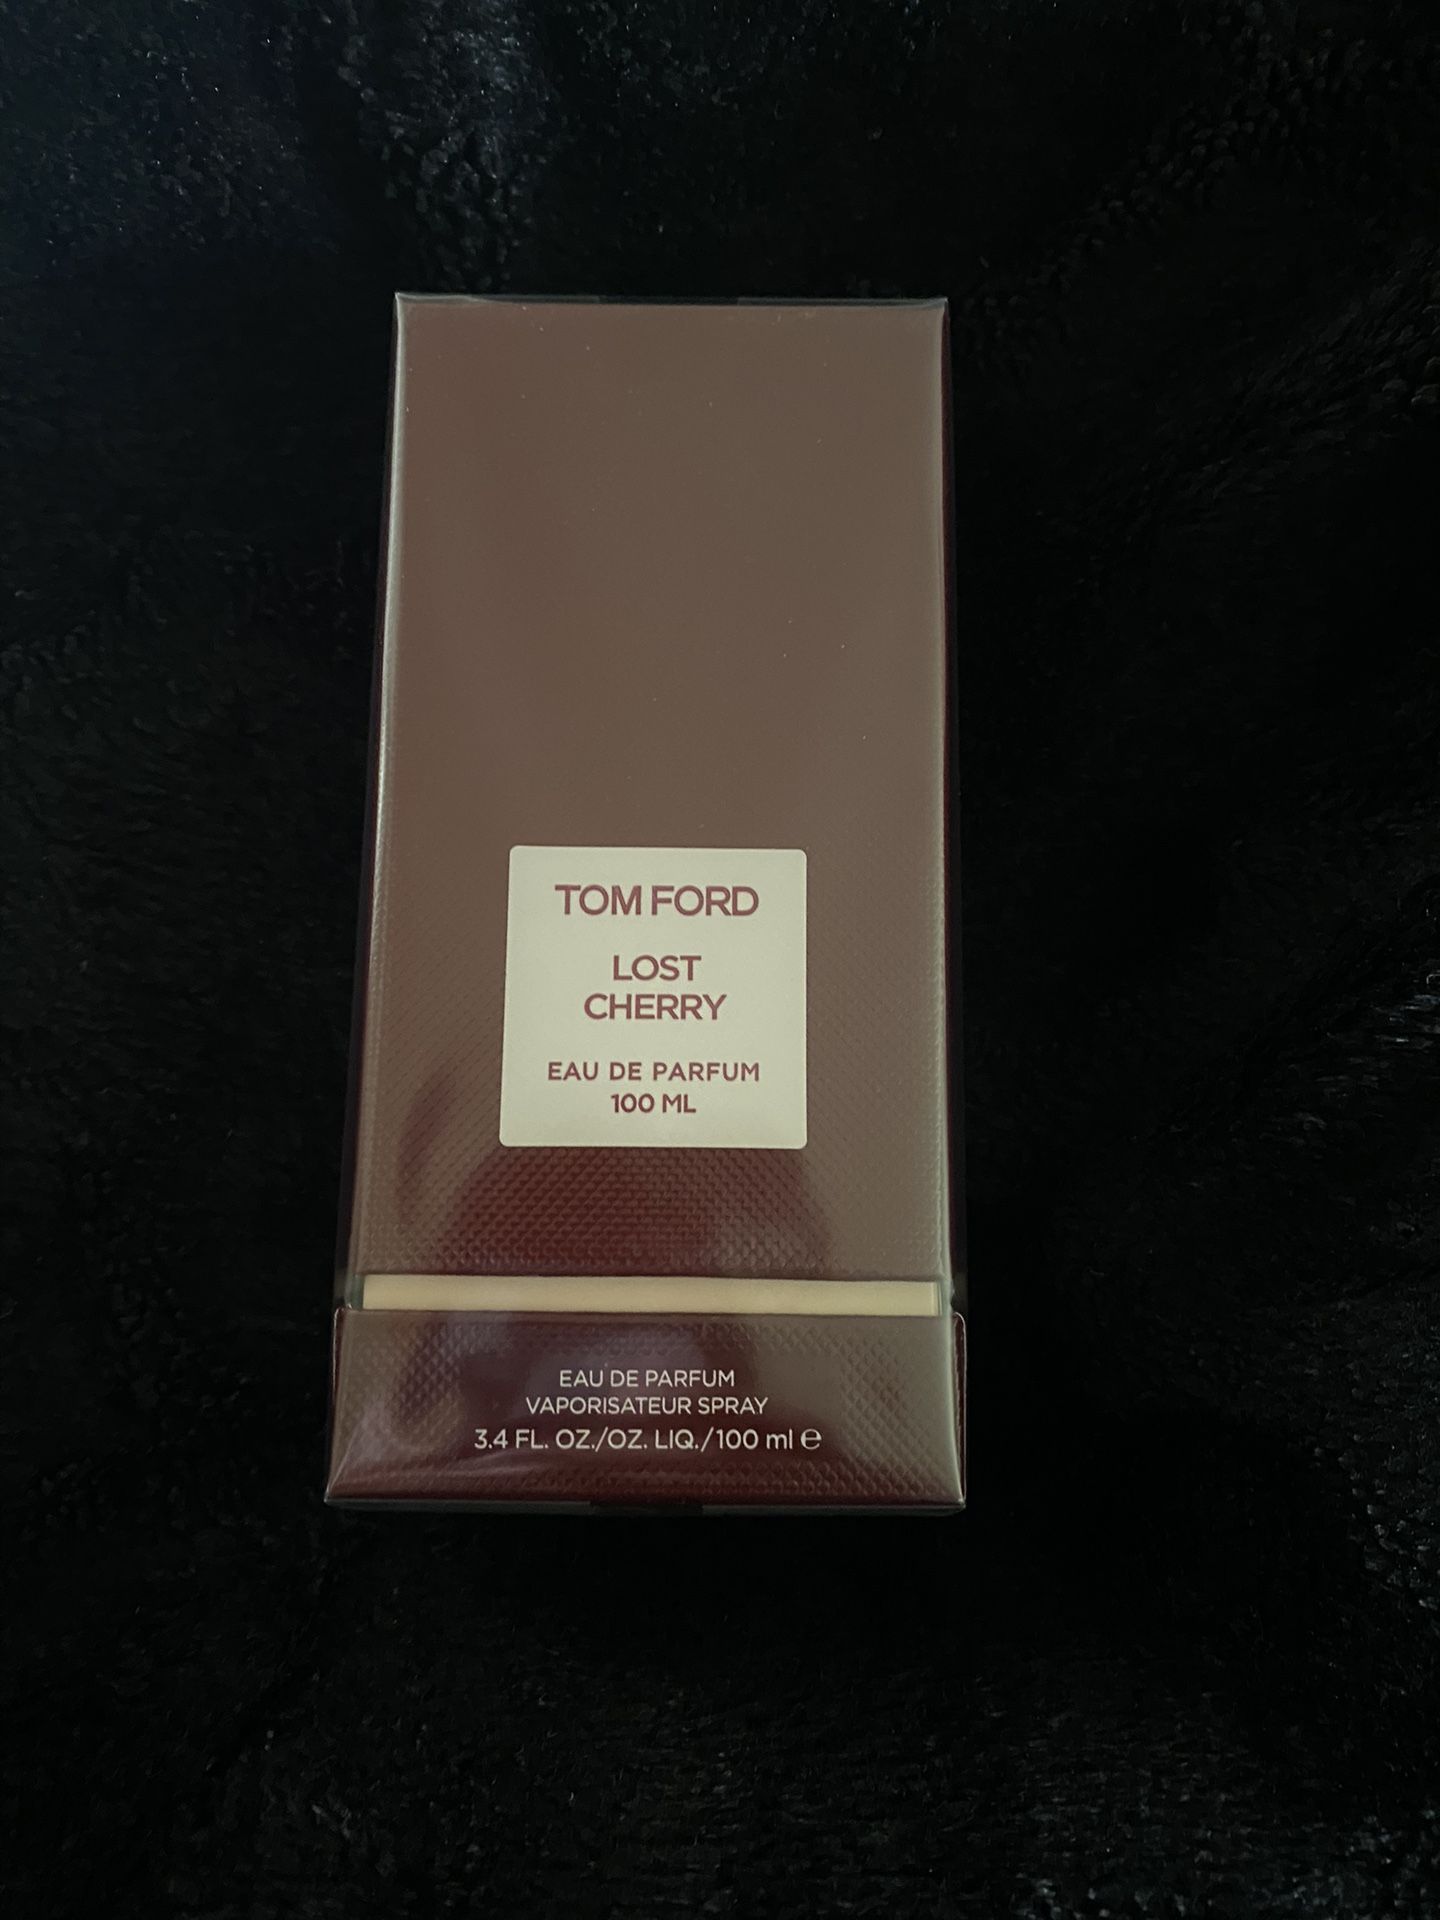 TOM FORD
LOST
CHERRY
EAU DE PARFUM
100 ML
EAU DE PARFUM
VAPORISATEUR SPRAY
3.4 FL. OZ./OZ. LIQ./100 ml ℮